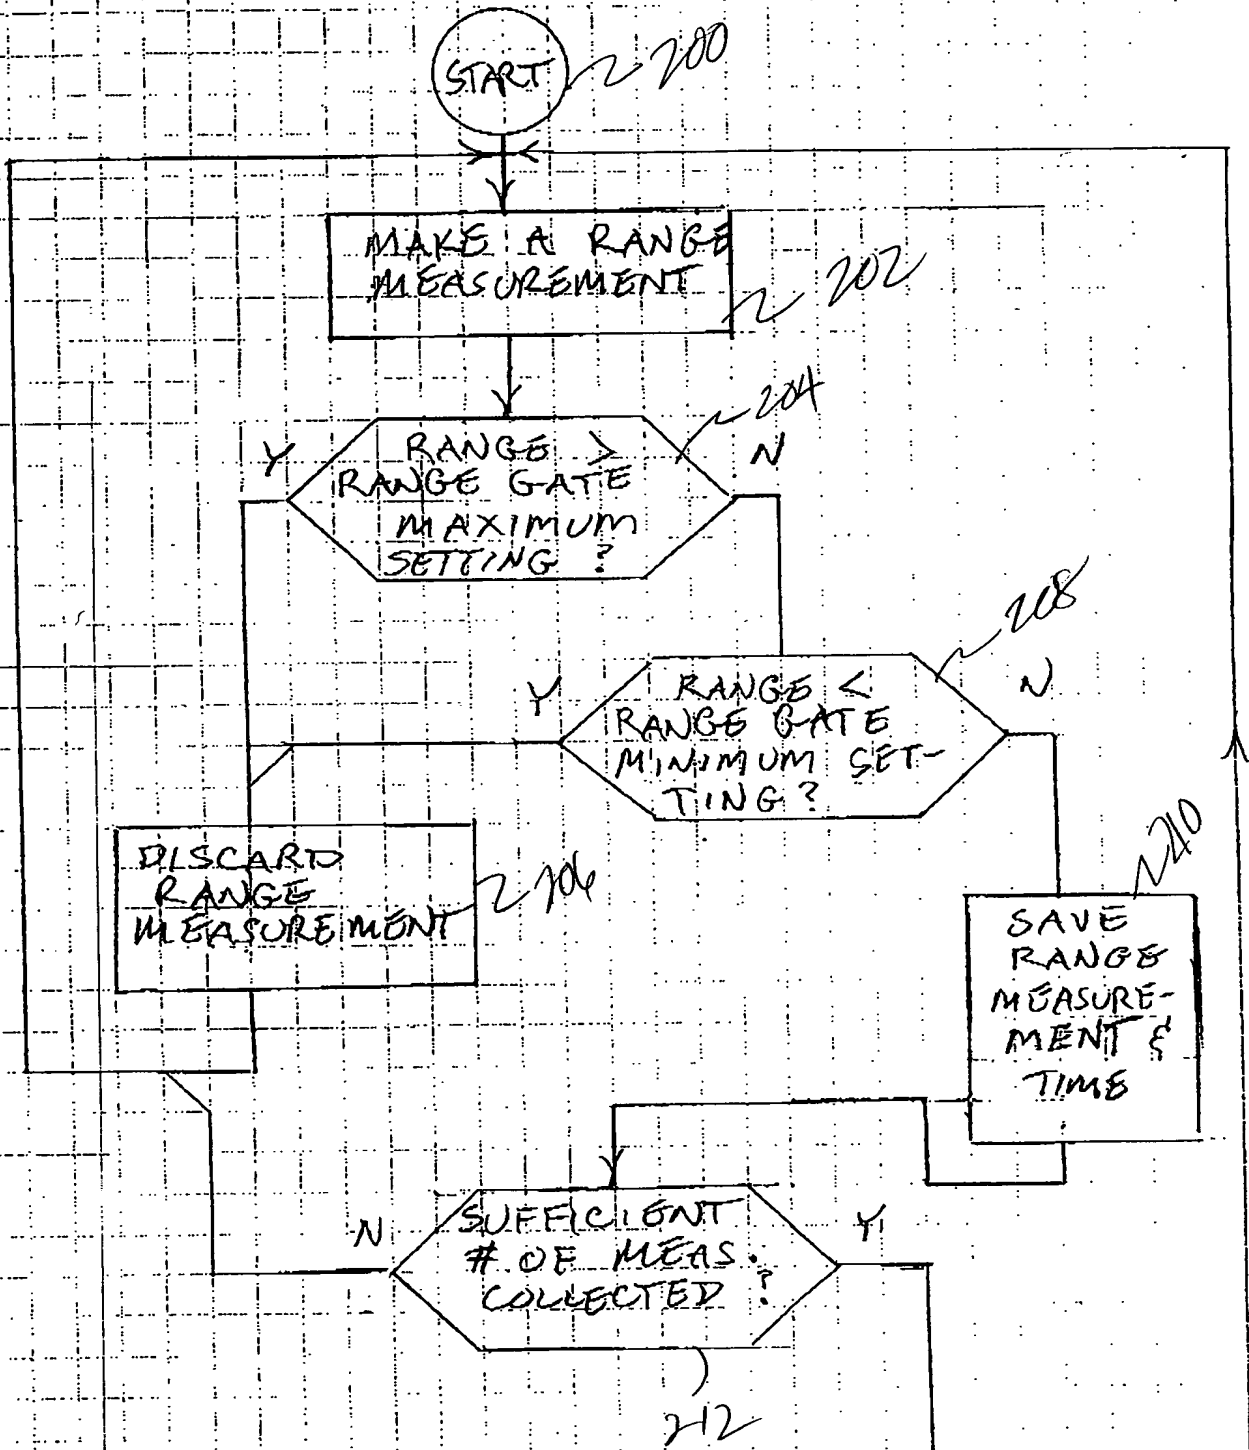 START
200
MAKE A RANGE
MEASUREMENT
202
204
Y
RANGE >
N
RANGE GATE
MAXIMUM
SETTING ?
208
Y
RANGE <
N
RANGE GATE
MINIMUM SET-
TING ?
210
DISCARD
RANGE
MEASUREMENT
206
SAVE
RANGE
MEASURE-
MENT &
TIME
N
SUFFICIENT
Y
# OF MEAS.
COLLECTED ?
212